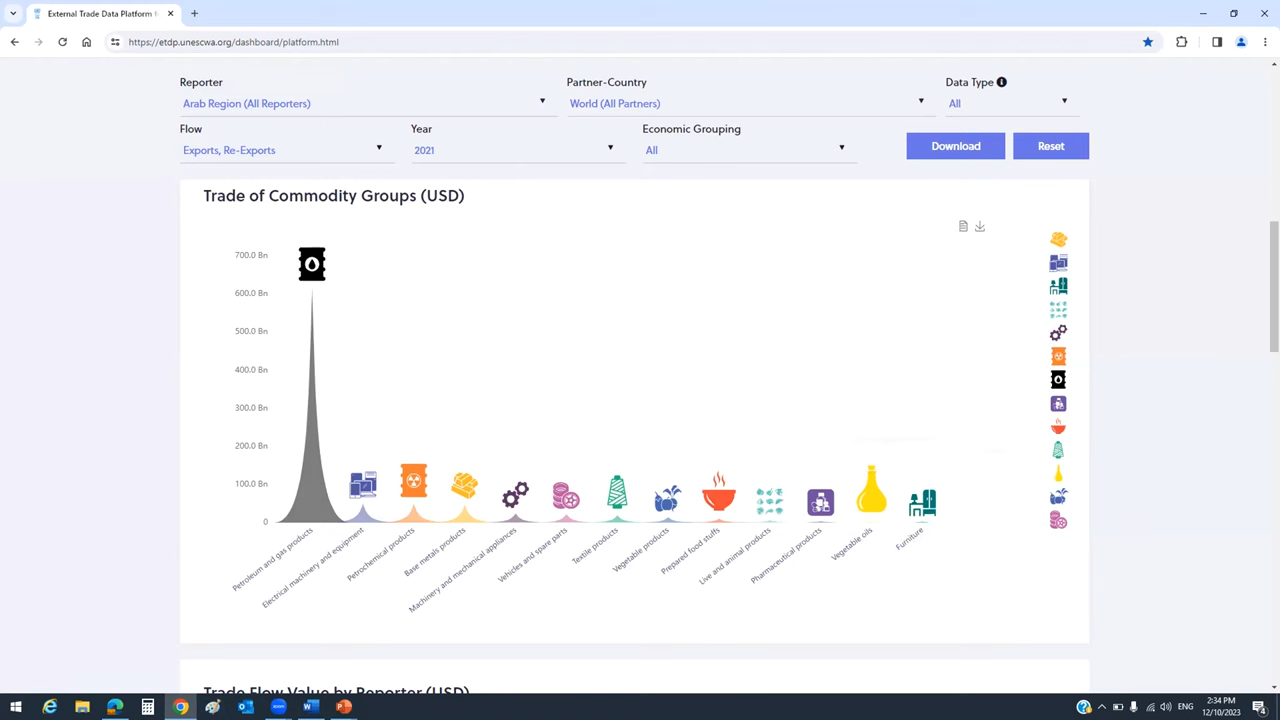 External Trade Data Platform f
https://etdp.unescwa.org/dashboard/platform.html
Reporter
Partner-Country
Data Type
Arab Region (All Reporters)
World (All Partners)
All
Flow
Year
Economic Grouping
Exports, Re-Exports
2021
All
Download
Reset
Trade of Commodity Groups (USD)
700.0 Bn
600.0 Bn
500.0 Bn
400.0 Bn
300.0 Bn
200.0 Bn
100.0 Bn
0
Petroleum and gas products
Electrical machinery and equipment
Petrochemical products
Base metals products
Machinery and mechanical appliances
Vehicles and spare parts
Textile products
Vegetable products
Prepared food stuffs
Live and animal products
Pharmaceutical products
Vegetable oils
Furniture
Trade Flow Value by Reporter (USD)
ENG
2:34 PM
12/10/2023
4